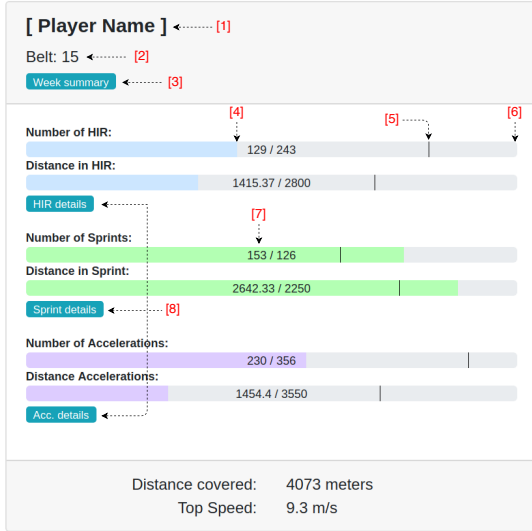 [ Player Name ] [1]
Belt: 15 [2]
Week summary [3]
[4] [5] [6]
Number of HIR:
129 / 243
Distance in HIR:
1415.37 / 2800
HIR details
[7]
Number of Sprints:
153 / 126
Distance in Sprint:
2642.33 / 2250
Sprint details [8]
Number of Accelerations:
230 / 356
Distance Accelerations:
1454.4 / 3550
Acc. details
Distance covered: 4073 meters
Top Speed: 9.3 m/s